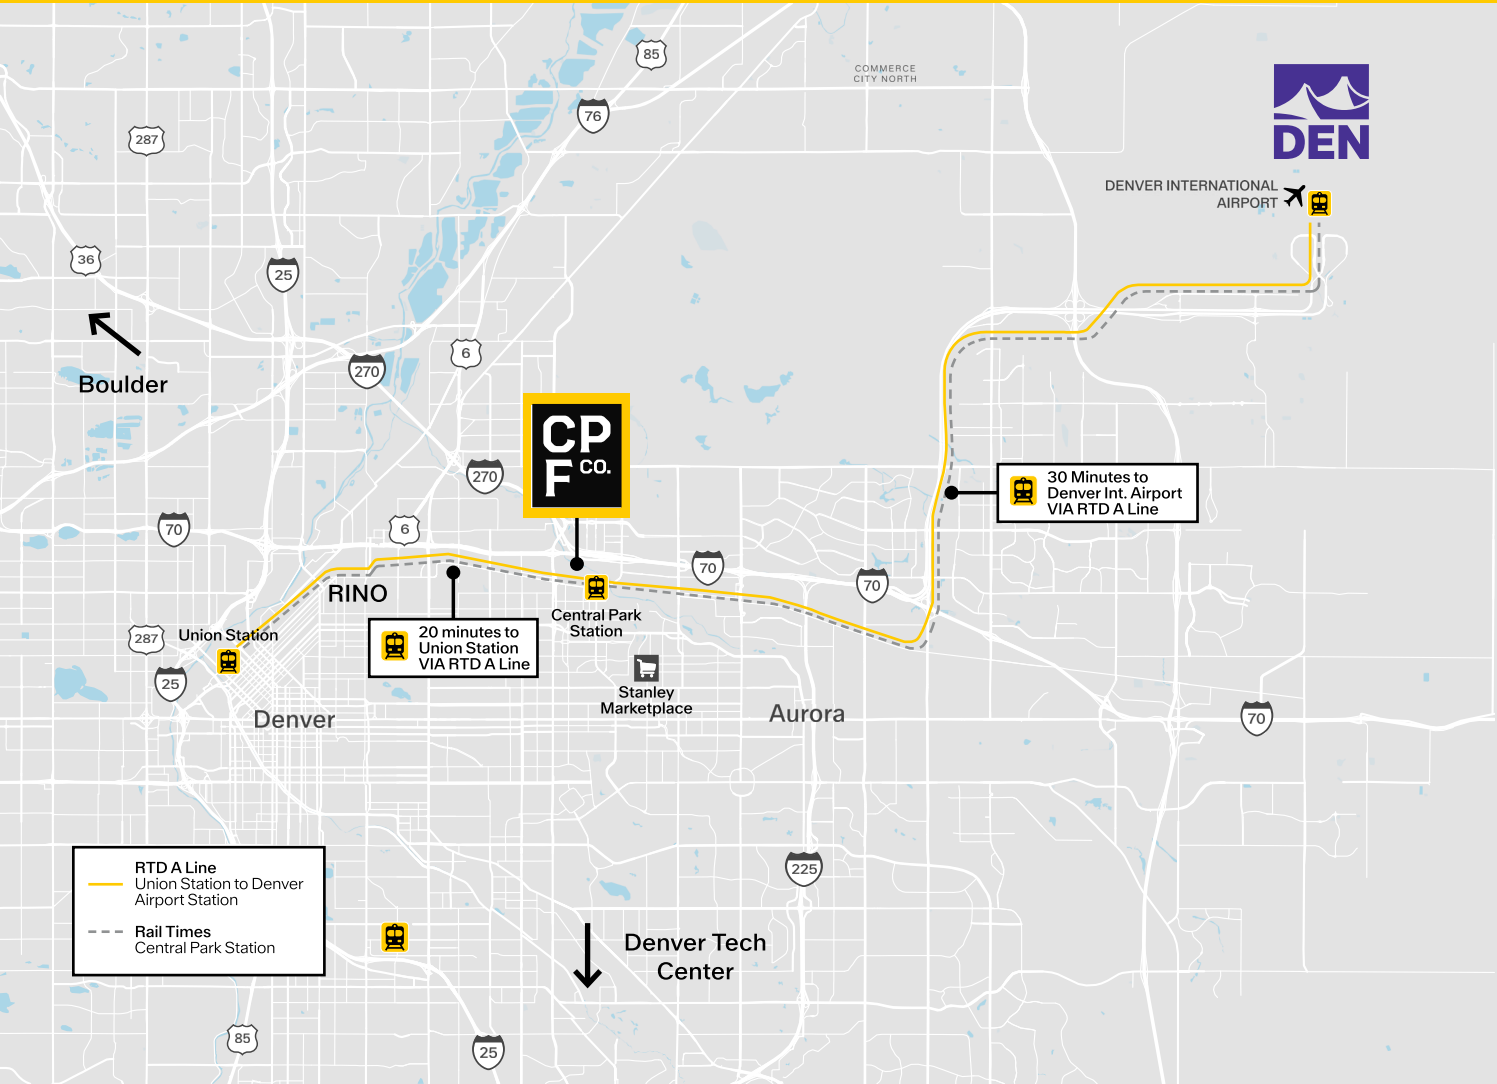 85
COMMERCE
CITY NORTH
76
287
DEN
DENVER INTERNATIONAL
AIRPORT
36
25
6
270
Boulder
CP
F CO.
270
30 Minutes to
Denver Int. Airport
VIA RTD A Line
70
6
70
70
RINO
Central Park
Station
287
Union Station
20 minutes to
Union Station
VIA RTD A Line
25
Stanley
Marketplace
Denver
Aurora
70
225
RTD A Line
Union Station to Denver
Airport Station
Rail Times
Central Park Station
Denver Tech
Center
85
25